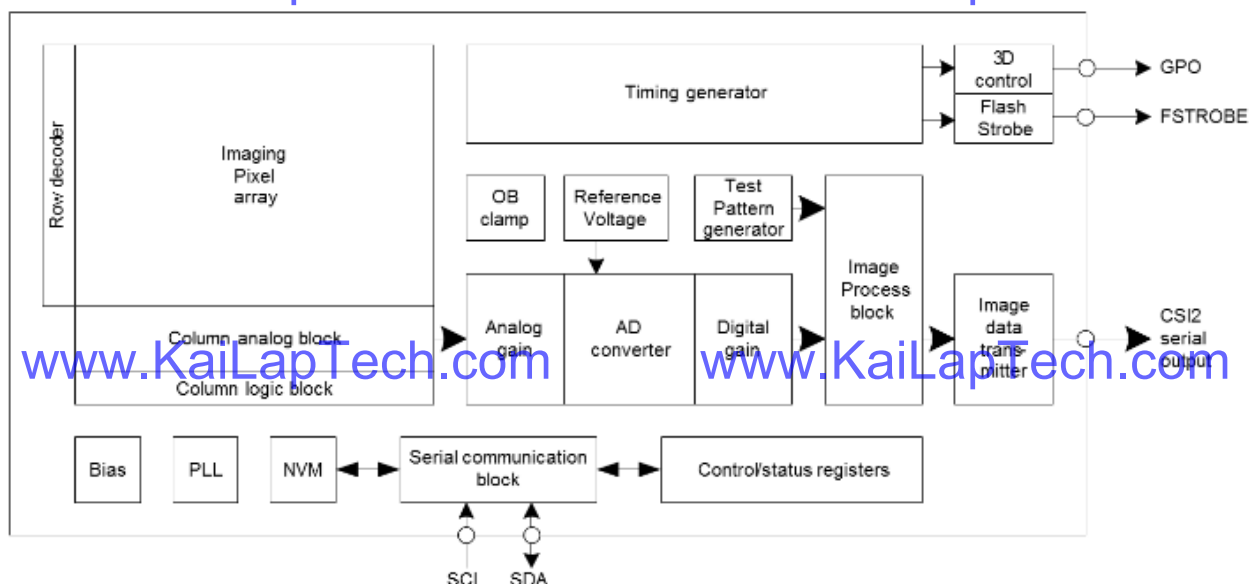 3D
control
GPO
Timing generator
Flash
Strobe
FSTROBE
Row decoder
Imaging
Pixel
array
OB
clamp
Reference
Voltage
Test
Pattern
generator
Image
Process
block
Analog
gain
AD
converter
Digital
gain
Image
data
trans-
mitter
CSI2
serial
output
Column analog block
www.KaiLapTech.com
www.KaiLapTech.com
Column logic block
Bias
PLL
NVM
Serial communication
block
Control/status registers
SCL
SDA